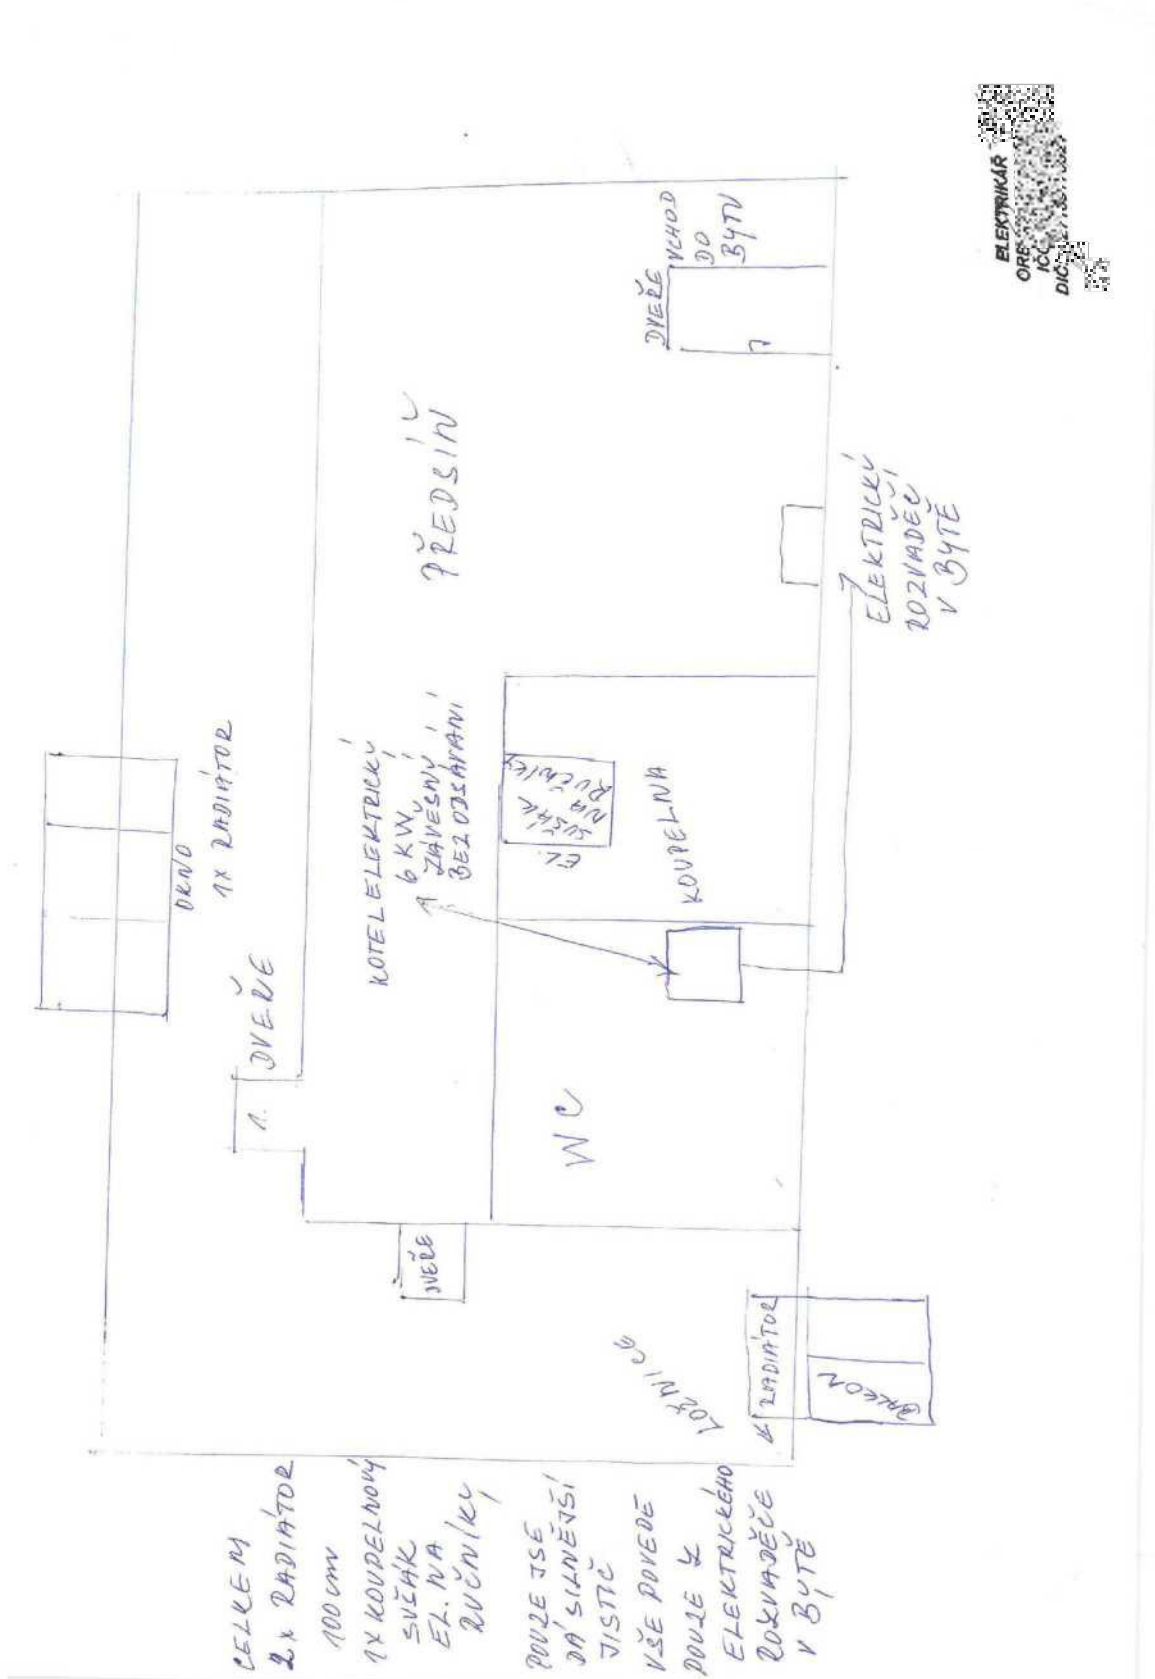 ELEKTRIKÁŘ
OKNO
1X RADIÁTOR
1. DVEŘE
KOTEL ELEKTRICKÝ
6 KW
ZÁVĚSNÝ
BEZ ODSÁVÁNÍ
PŘEDSÍŇ
DVEŘE
VCHOD
DO
BYTU
EL.
SUŠÁK
NA
RUČNÍKY
KOUPELNA
WC
ELEKTRICKÝ
ROZVADĚČ
V BYTĚ
DVEŘE
LOŽNICE
RADIÁTOR
BALKON
CELKEM
2x RADIÁTOR
100 cm
1X KOUPELNOVÝ
SUŠÁK
EL. NA
RUČNÍKY
POUZE JSE
DÁ SILNĚJŠÍ
JISTIČ
VŠE POVEDE
POUZE Z
ELEKTRICKÉHO
ROZVADĚČE
V BYTĚ